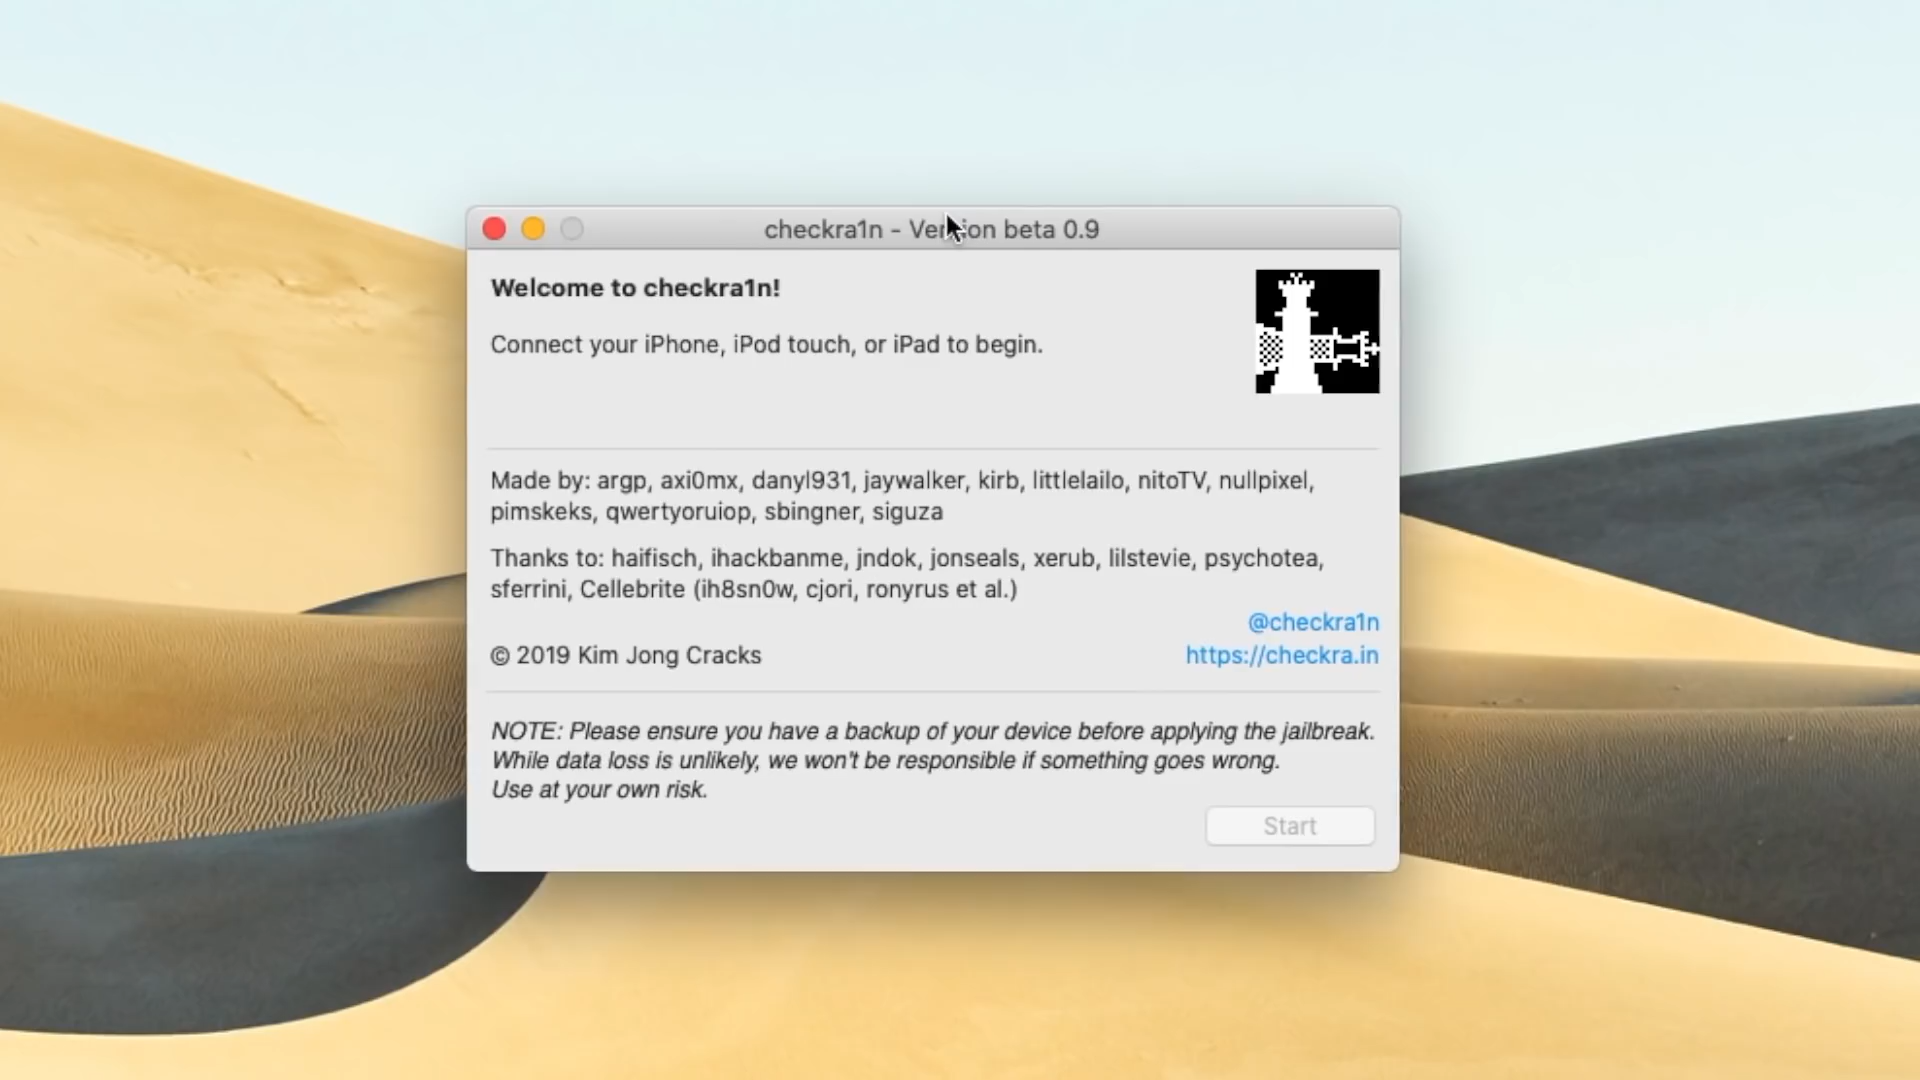 checkra1n - Version beta 0.9
Welcome to checkra1n!
Connect your iPhone, iPod touch, or iPad to begin.
Made by: argp, axi0mx, danyl931, jaywalker, kirb, littlelailo, nitoTV, nullpixel,
pimskeks, qwertyoruiop, sbingner, siguza
Thanks to: haifisch, ihackbanme, jndok, jonseals, xerub, lilstevie, psychotea,
sferrini, Cellebrite (ih8sn0w, cjori, ronyrus et al.)
@checkra1n
© 2019 Kim Jong Cracks
https://checkra.in
NOTE: Please ensure you have a backup of your device before applying the jailbreak.
While data loss is unlikely, we won't be responsible if something goes wrong.
Use at your own risk.
Start